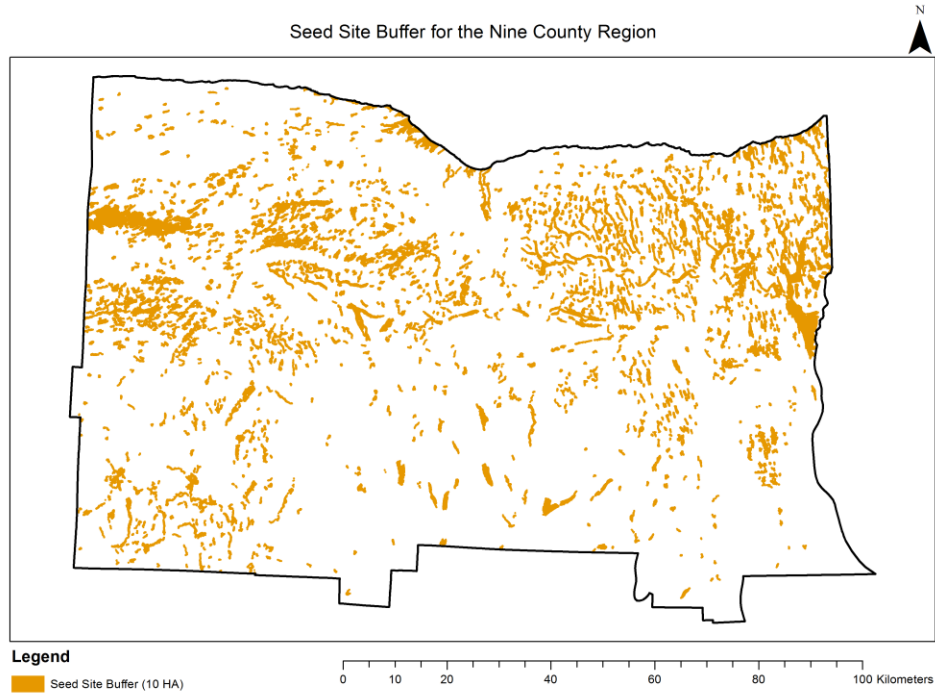 N
Seed Site Buffer for the Nine County Region
Legend
Seed Site Buffer (10 HA)
0 10 20 40 60 80 100 Kilometers